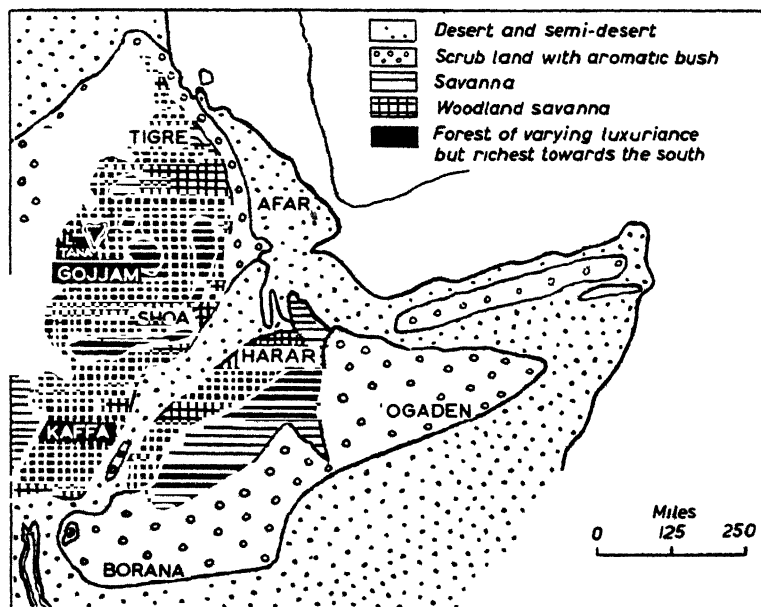 Desert and semi-desert
Scrub land with aromatic bush
Savanna
Woodland savanna
Forest of varying luxuriance
but richest towards the south
TIGRE
AFAR
L.
TANA
GOJJAM
SHOA
HARAR
OGADEN
KAFFA
BORANA
Miles
0 125 250